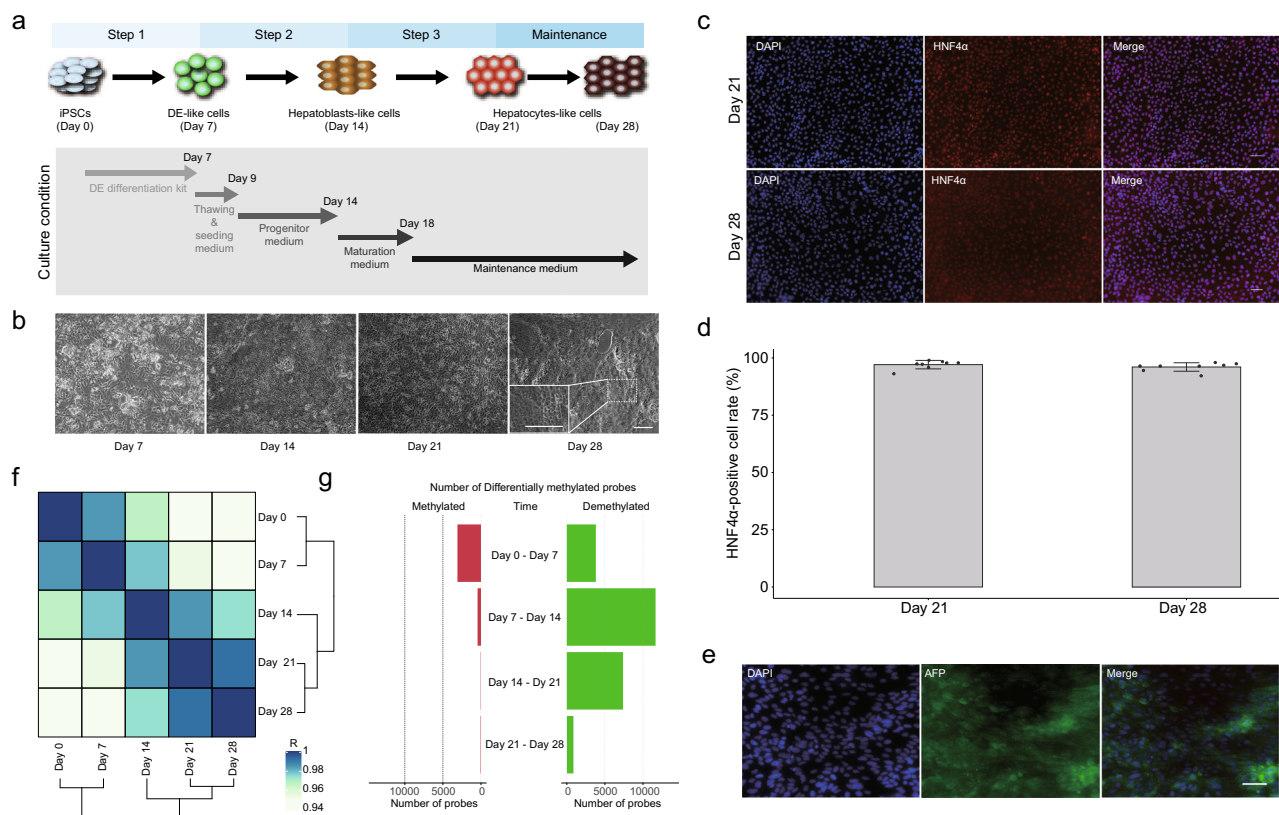 a
Step 1
Step 2
Step 3
Maintenance
iPSCs
(Day 0)
DE-like cells
(Day 7)
Hepatoblasts-like cells
(Day 14)
Hepatocytes-like cells
(Day 21)
(Day 28)
Culture condition
Day 7
DE differentiation kit
Day 9
Thawing
&
seeding
medium
Day 14
Progenitor
medium
Day 18
Maturation
medium
Maintenance medium
b
Day 7
Day 14
Day 21
Day 28
c
Day 21
DAPI
HNF4α
Merge
Day 28
DAPI
HNF4α
Merge
d
HNF4α-positive cell rate (%)
100
75
50
25
0
Day 21
Day 28
e
DAPI
AFP
Merge
f
Day 0
Day 7
Day 14
Day 21
Day 28
Day 0
Day 7
Day 14
Day 21
Day 28
R
1
0.98
0.96
0.94
g
Number of Differentially methylated probes
Methylated
Time
Demethylated
Day 0 - Day 7
Day 7 - Day 14
Day 14 - Dy 21
Day 21 - Day 28
10000
5000
0
0
5000
10000
Number of probes
Number of probes